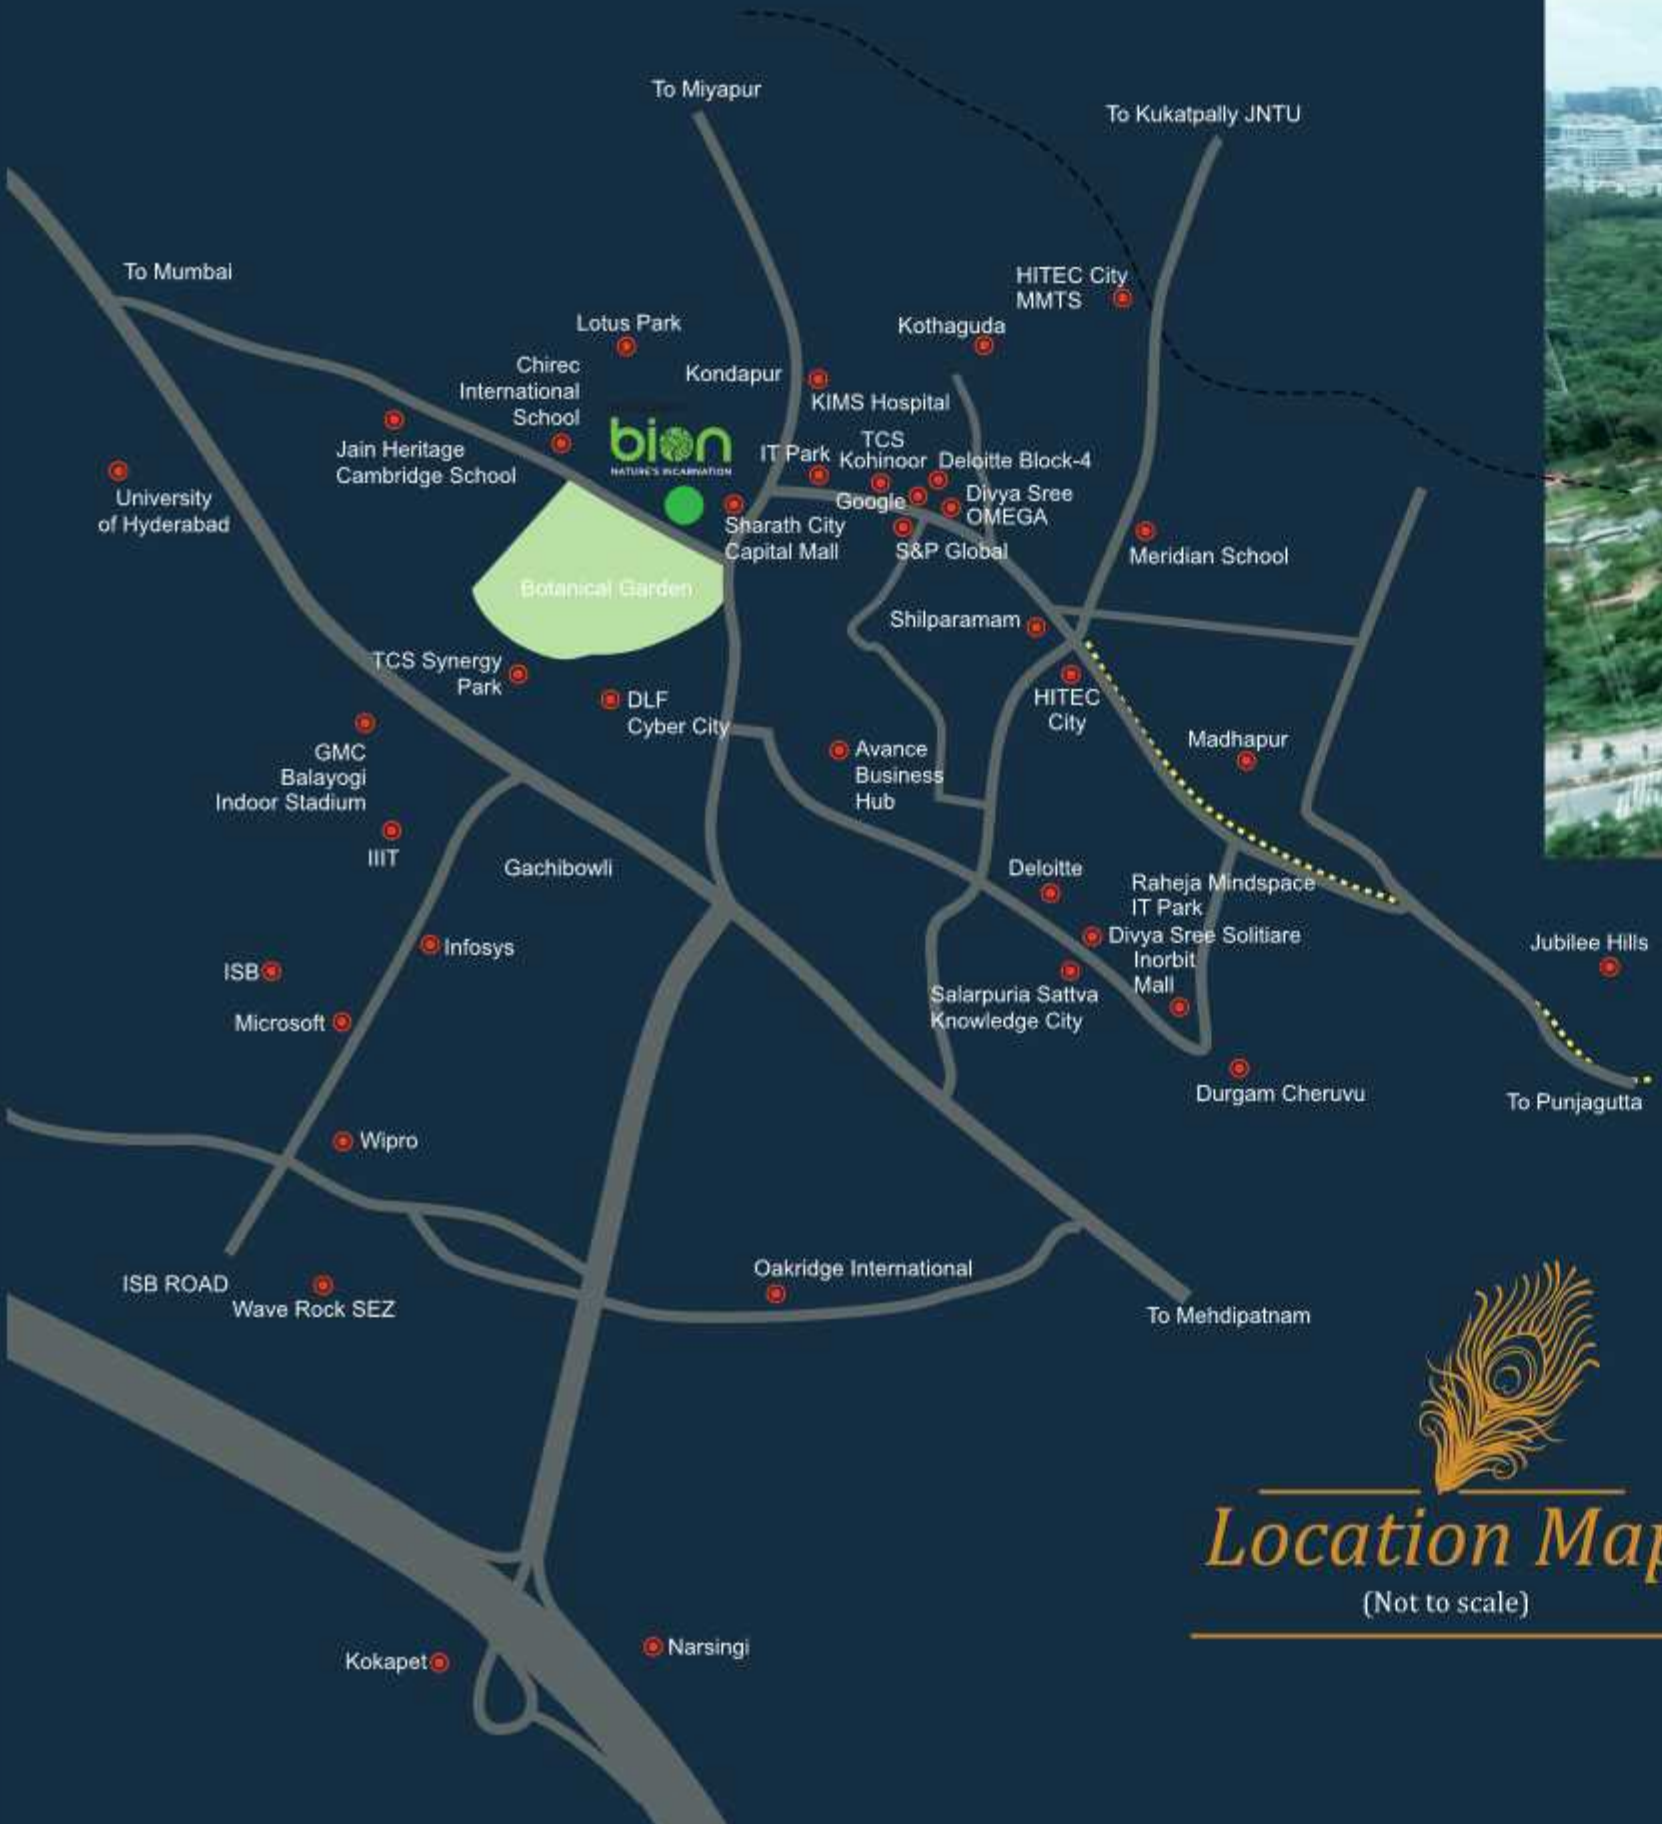 To Miyapur
To Kukatpally JNTU
To Mumbai
HITEC City
MMTS
Lotus Park
Kothaguda
Chirec
International
School
Kondapur
KIMS Hospital
bion
NATURE'S INCARNATION
Jain Heritage
Cambridge School
IT Park
TCS
Kohinoor
Deloitte Block-4
University
of Hyderabad
Google
Divya Sree
OMEGA
Sharath City
Capital Mall
S&P Global
Meridian School
Botanical Garden
Shilparamam
TCS Synergy
Park
DLF
Cyber City
HITEC
City
GMC
Balayogi
Indoor Stadium
Avance
Business
Hub
Madhapur
IIIT
Gachibowli
Deloitte
Raheja Mindspace
IT Park
Infosys
Divya Sree Solitiare
Inorbit
Mall
Jubilee Hills
ISB
Microsoft
Salarpuria Sattva
Knowledge City
Durgam Cheruvu
To Punjagutta
Wipro
ISB ROAD
Wave Rock SEZ
Oakridge International
To Mehdipatnam
Location Map
(Not to scale)
Kokapet
Narsingi